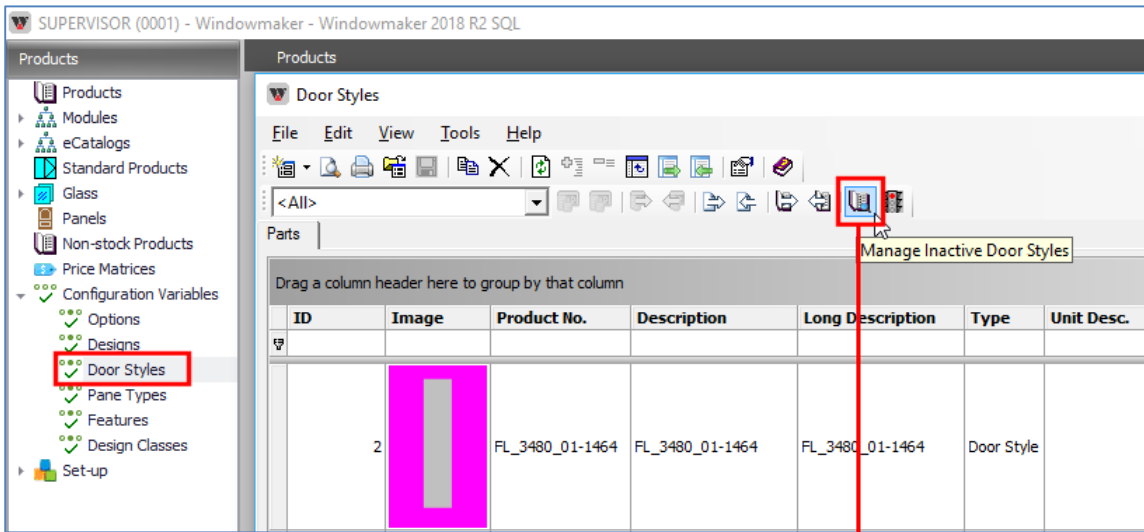 SUPERVISOR (0001) - Windowmaker - Windowmaker 2018 R2 SQL
Products
Products
Modules
eCatalogs
Standard Products
Glass
Panels
Non-stock Products
Price Matrices
Configuration Variables
Options
Designs
Door Styles
Pane Types
Features
Design Classes
Set-up
Products
Door Styles
File Edit View Tools Help
<All>
Manage Inactive Door Styles
Parts
Drag a column header here to group by that column
ID Image Product No. Description Long Description Type Unit Desc.
2 FL_3480_01-1464 FL_3480_01-1464 FL_3480_01-1464 Door Style